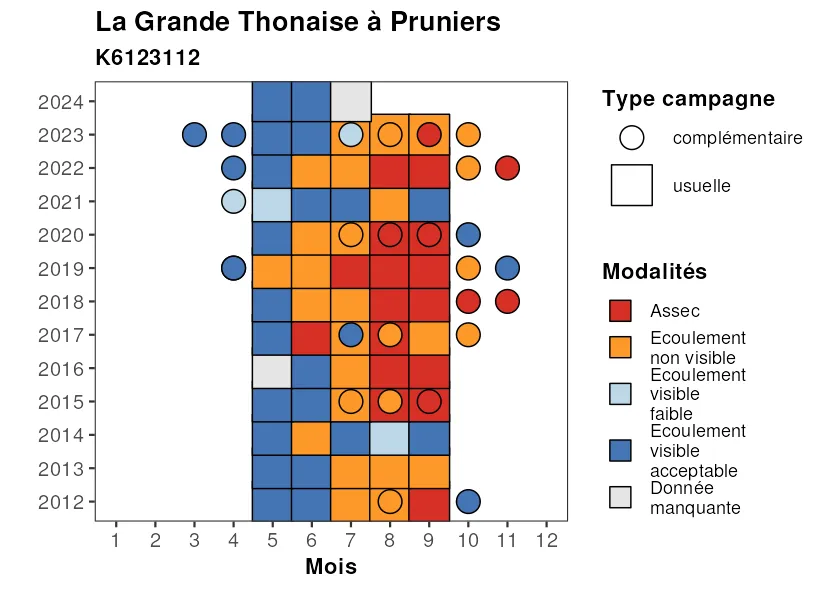 La Grande Thonaise à Pruniers
K6123112
2024
2023
2022
2021
2020
2019
2018
2017
2016
2015
2014
2013
2012
1 2 3 4 5 6 7 8 9 10 11 12
Mois
Type campagne
complémentaire
usuelle
Modalités
Assec
Ecoulement
non visible
Ecoulement
visible
faible
Ecoulement
visible
acceptable
Donnée
manquante